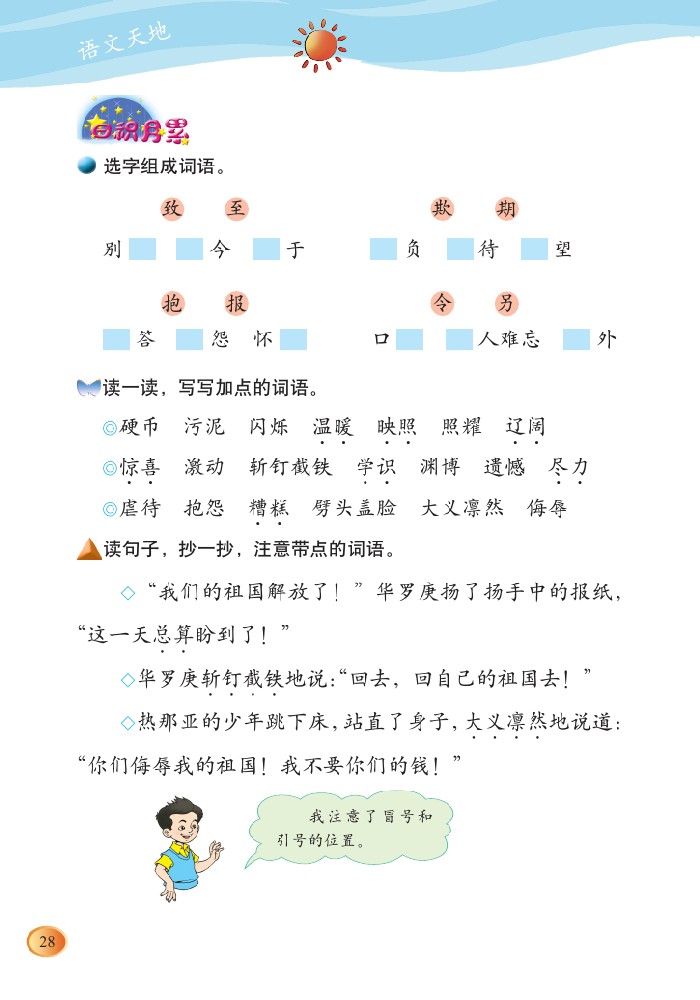 语文天地
日积月累
选字组成词语。
致 至 欺 期
别 今 于 负 待 望
抱 报 令 另
答 怨 怀 口 人难忘 外
读一读，写写加点的词语。
◎硬币 污泥 闪烁 温暖 映照 照耀 辽阔
◎惊喜 激动 斩钉截铁 学识 渊博 遗憾 尽力
◎虐待 抱怨 糟糕 劈头盖脸 大义凛然 侮辱
读句子，抄一抄，注意带点的词语。
◇“我们的祖国解放了！”华罗庚扬了扬手中的报纸，
“这一天总算盼到了！”
◇华罗庚斩钉截铁地说：“回去，回自己的祖国去！”
◇热那亚的少年跳下床，站直了身子，大义凛然地说道：
“你们侮辱我的祖国！我不要你们的钱！”
我注意了冒号和
引号的位置。
28